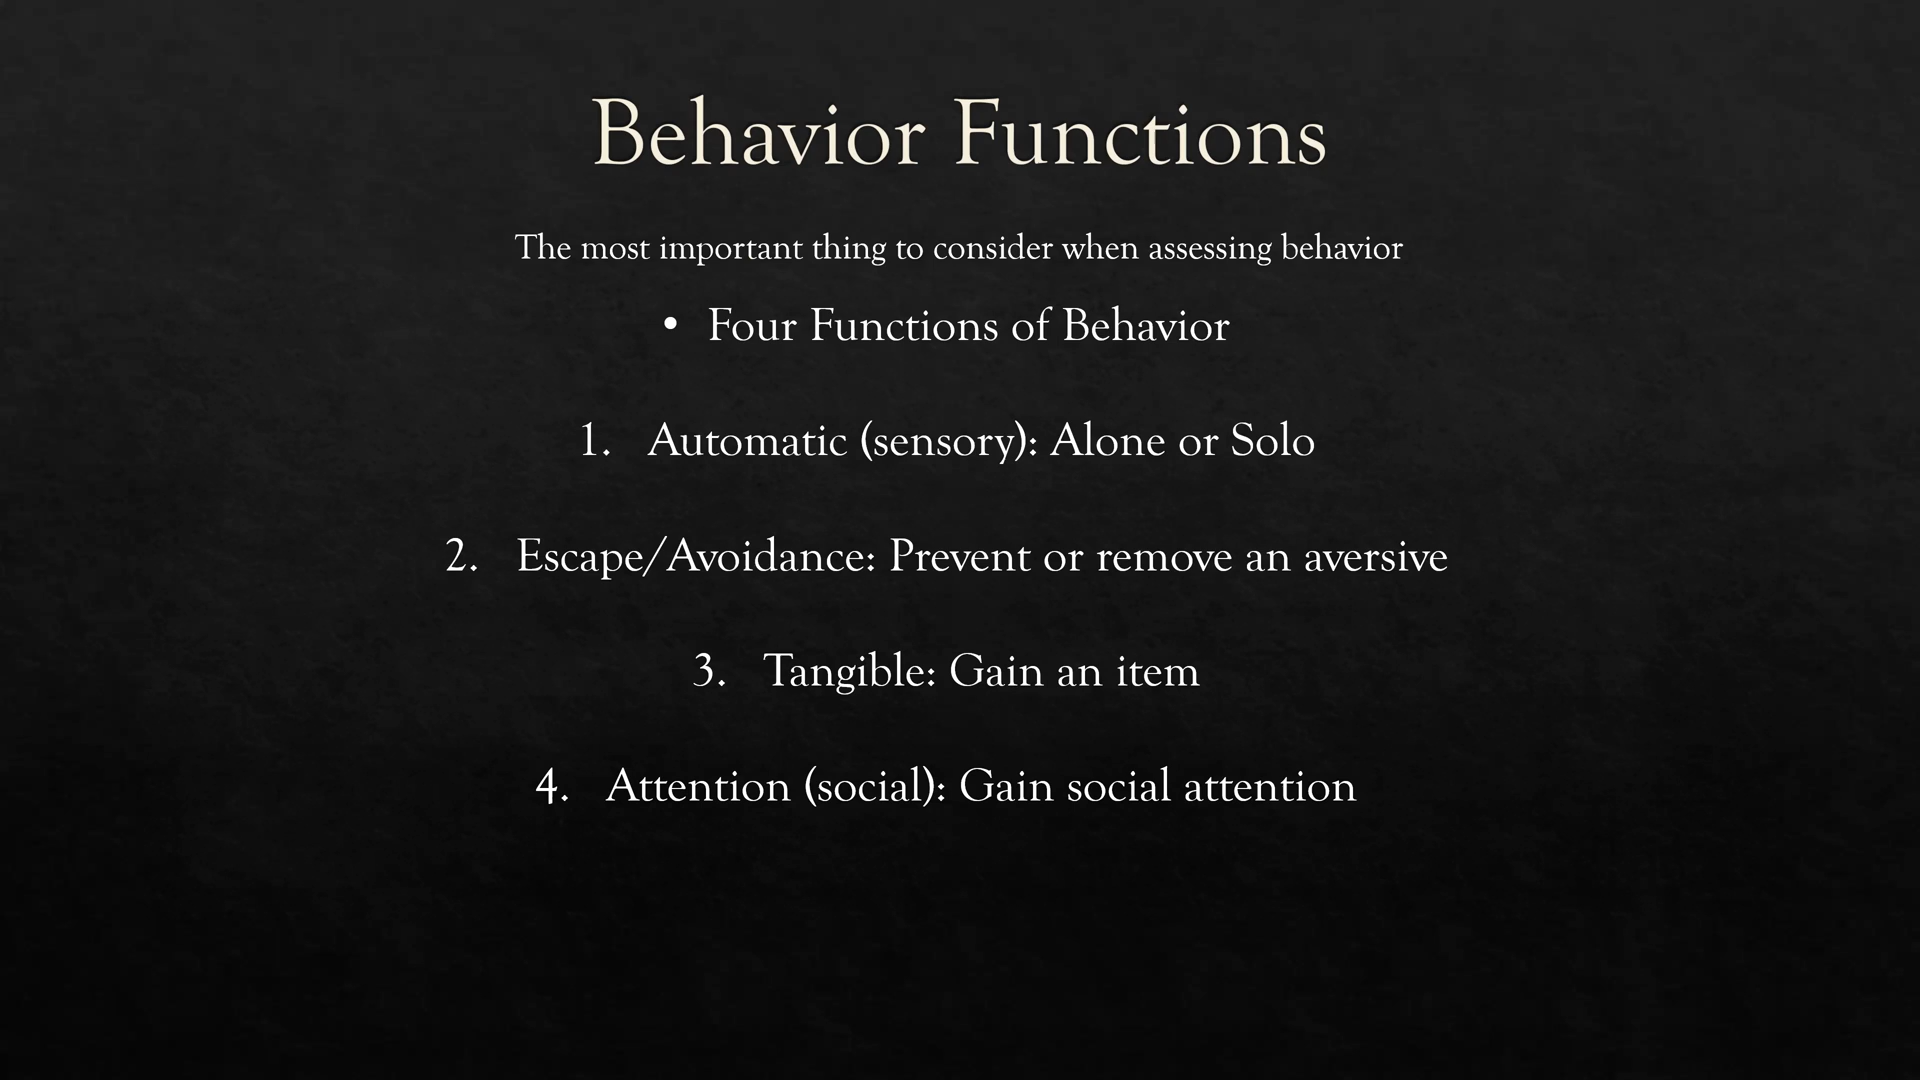 Behavior Functions
The most important thing to consider when assessing behavior
• Four Functions of Behavior
1. Automatic (sensory): Alone or Solo
2. Escape/Avoidance: Prevent or remove an aversive
3. Tangible: Gain an item
4. Attention (social): Gain social attention